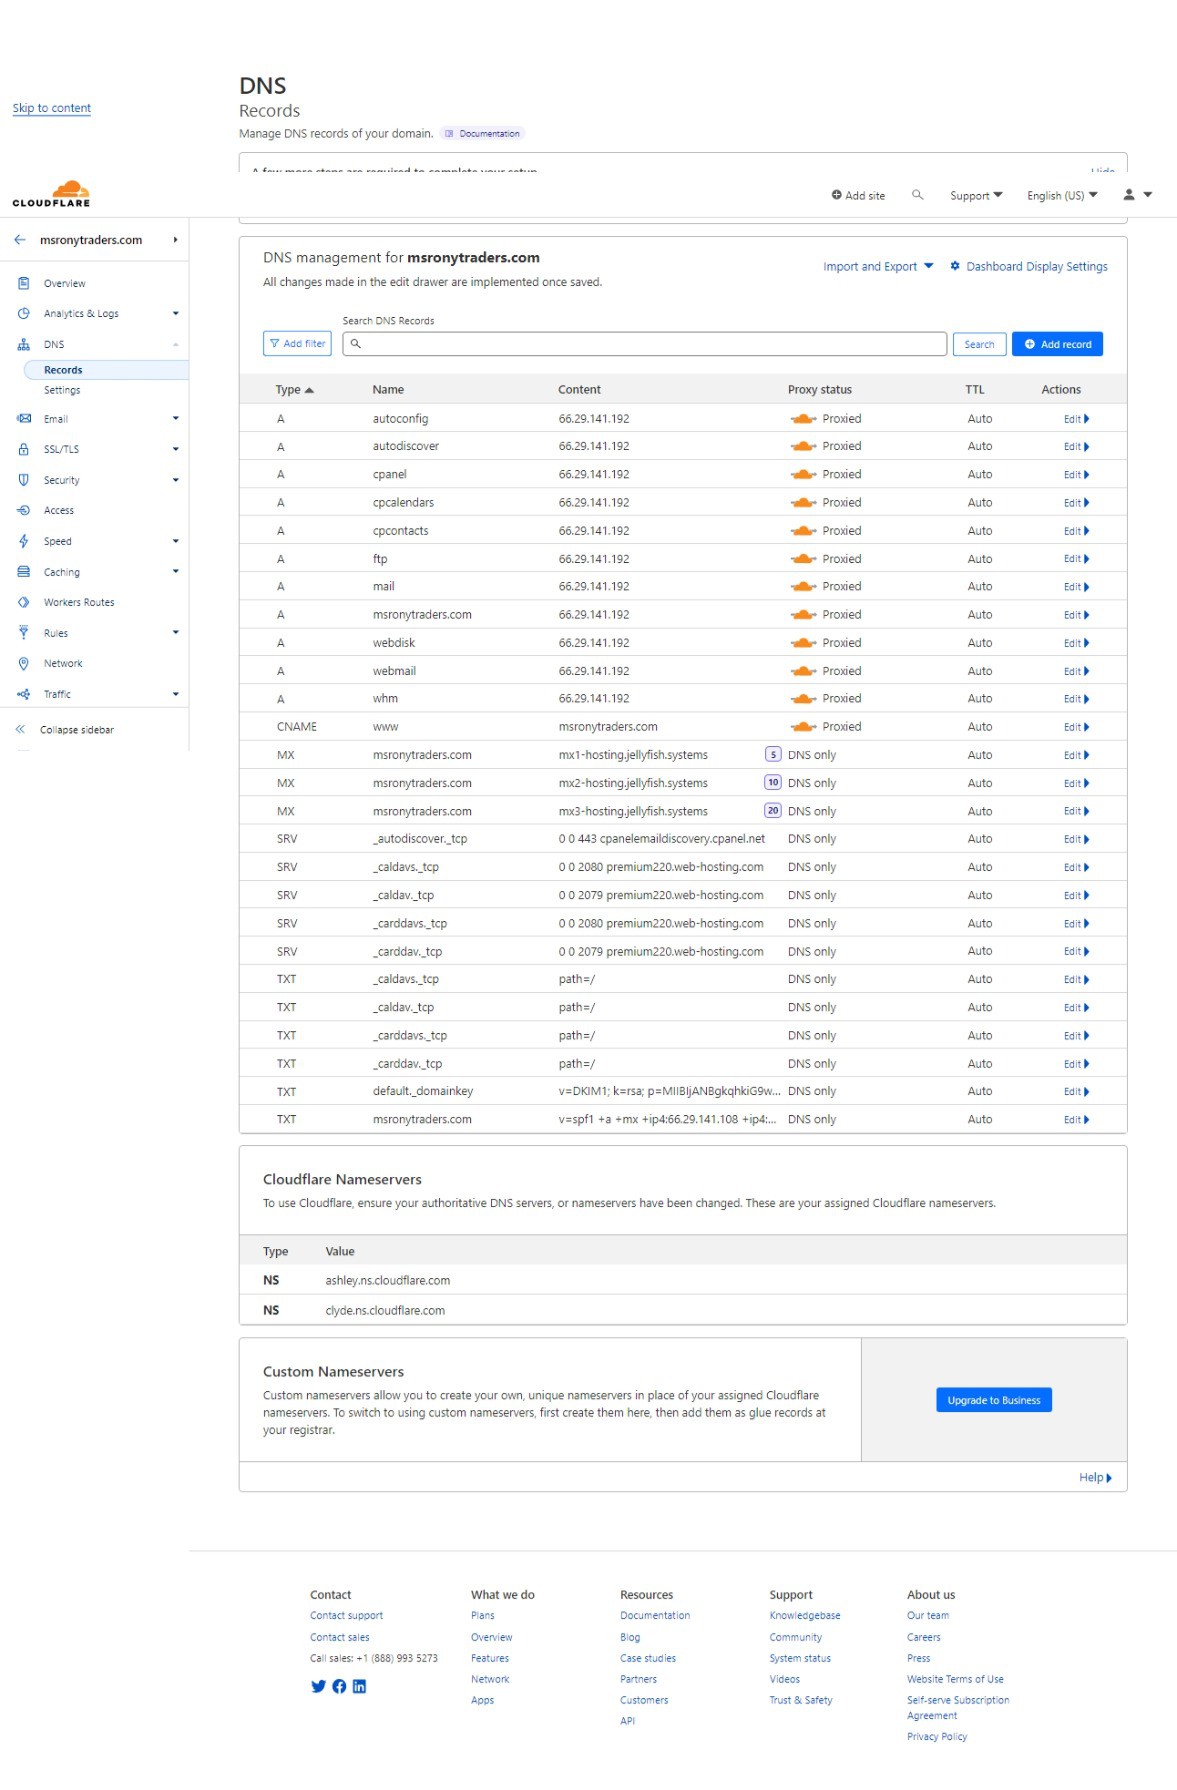 DNS
Records
Skip to content
Manage DNS records of your domain. Documentation
A few more steps are required to complete your setup. Hide
CLOUDFLARE
Add site Support English (US)
msronytraders.com
Overview
Analytics & Logs
DNS
Records
Settings
Email
SSL/TLS
Security
Access
Speed
Caching
Workers Routes
Rules
Network
Traffic
Collapse sidebar
DNS management for msronytraders.com
Import and Export Dashboard Display Settings
All changes made in the edit drawer are implemented once saved.
Search DNS Records
Add filter Search Add record
Type Name Content Proxy status TTL Actions
A autoconfig 66.29.141.192 Proxied Auto Edit
A autodiscover 66.29.141.192 Proxied Auto Edit
A cpanel 66.29.141.192 Proxied Auto Edit
A cpcalendars 66.29.141.192 Proxied Auto Edit
A cpcontacts 66.29.141.192 Proxied Auto Edit
A ftp 66.29.141.192 Proxied Auto Edit
A mail 66.29.141.192 Proxied Auto Edit
A msronytraders.com 66.29.141.192 Proxied Auto Edit
A webdisk 66.29.141.192 Proxied Auto Edit
A webmail 66.29.141.192 Proxied Auto Edit
A whm 66.29.141.192 Proxied Auto Edit
CNAME www msronytraders.com Proxied Auto Edit
MX msronytraders.com mx1-hosting.jellyfish.systems 5 DNS only Auto Edit
MX msronytraders.com mx2-hosting.jellyfish.systems 10 DNS only Auto Edit
MX msronytraders.com mx3-hosting.jellyfish.systems 20 DNS only Auto Edit
SRV _autodiscover._tcp 0 0 443 cpanelemaildiscovery.cpanel.net DNS only Auto Edit
SRV _caldavs._tcp 0 0 2080 premium220.web-hosting.com DNS only Auto Edit
SRV _caldav._tcp 0 0 2079 premium220.web-hosting.com DNS only Auto Edit
SRV _carddavs._tcp 0 0 2080 premium220.web-hosting.com DNS only Auto Edit
SRV _carddav._tcp 0 0 2079 premium220.web-hosting.com DNS only Auto Edit
TXT _caldavs._tcp path=/ DNS only Auto Edit
TXT _caldav._tcp path=/ DNS only Auto Edit
TXT _carddavs._tcp path=/ DNS only Auto Edit
TXT _carddav._tcp path=/ DNS only Auto Edit
TXT default._domainkey v=DKIM1; k=rsa; p=MIIBIjANBgkqhkiG9w... DNS only Auto Edit
TXT msronytraders.com v=spf1 +a +mx +ip4:66.29.141.108 +ip4:... DNS only Auto Edit
Cloudflare Nameservers
To use Cloudflare, ensure your authoritative DNS servers, or nameservers have been changed. These are your assigned Cloudflare nameservers.
Type Value
NS ashley.ns.cloudflare.com
NS clyde.ns.cloudflare.com
Custom Nameservers
Custom nameservers allow you to create your own, unique nameservers in place of your assigned Cloudflare
nameservers. To switch to using custom nameservers, first create them here, then add them as glue records at
your registrar.
Upgrade to Business
Help
Contact
Contact support
Contact sales
Call sales: +1 (888) 993 5273
What we do
Plans
Overview
Features
Network
Apps
Resources
Documentation
Blog
Case studies
Partners
Customers
API
Support
Knowledgebase
Community
System status
Videos
Trust & Safety
About us
Our team
Careers
Press
Website Terms of Use
Self-serve Subscription
Agreement
Privacy Policy